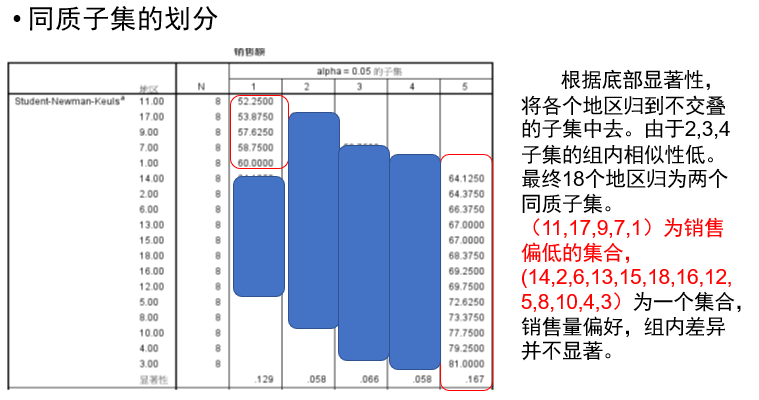 • 同质子集的划分
销售额
alpha = 0.05 的子集
地区 N 1 2 3 4 5
Student-Newman-Keulsa 11.00 8 52.2500
17.00 8 53.8750
9.00 8 57.6250
7.00 8 58.7500
1.00 8 60.0000
14.00 8 64.1250
2.00 8 64.3750
6.00 8 66.3750
13.00 8 67.0000
15.00 8 67.0000
18.00 8 68.3750
16.00 8 69.2500
12.00 8 69.7500
5.00 8 72.6250
8.00 8 73.3750
10.00 8 77.7500
4.00 8 79.2500
3.00 8 81.0000
显著性 .129 .058 .066 .058 .167
根据底部显著性，
将各个地区归到不交叠
的子集中去。由于2,3,4
子集的组内相似性低。
最终18个地区归为两个
同质子集。
（11,17,9,7,1）为销售
偏低的集合，
(14,2,6,13,15,18,16,12,
5,8,10,4,3）为一个集合，
销售量偏好，组内差异
并不显著。